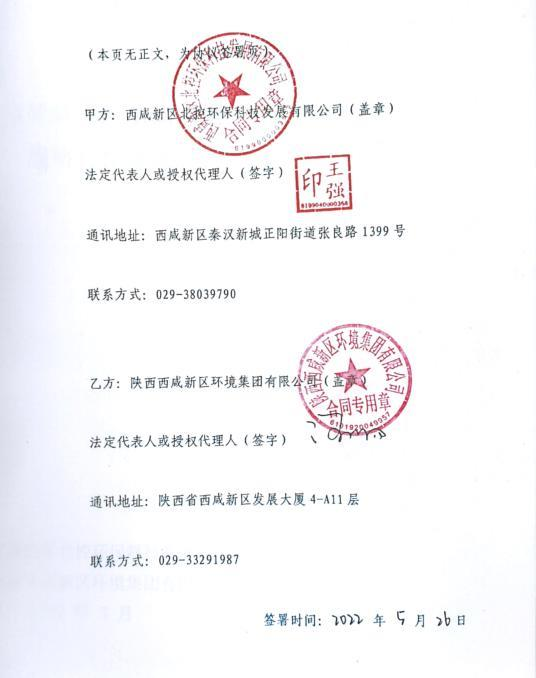 (本页无正文，为协议签署页)
甲方：西咸新区北控环保科技发展有限公司（盖章）
西咸新区北控环保科技发展有限公司
合同专用章
法定代表人或授权代理人（签字）
王强印
6199040000368
通讯地址：西咸新区秦汉新城正阳街道张良路 1399 号
联系方式：029-38039790
陕西西咸新区环境集团有限公司
合同专用章
6101920040957
乙方：陕西西咸新区环境集团有限公司（盖章）
法定代表人或授权代理人（签字）
通讯地址：陕西省西咸新区发展大厦 4-A11 层
联系方式：029-33291987
签署时间：2022 年 5 月 26 日